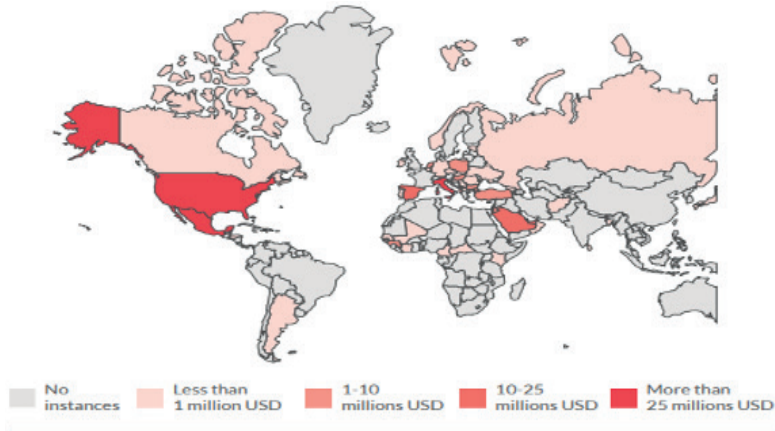 No
instances
Less than
1 million USD
1-10
millions USD
10-25
millions USD
More than
25 millions USD